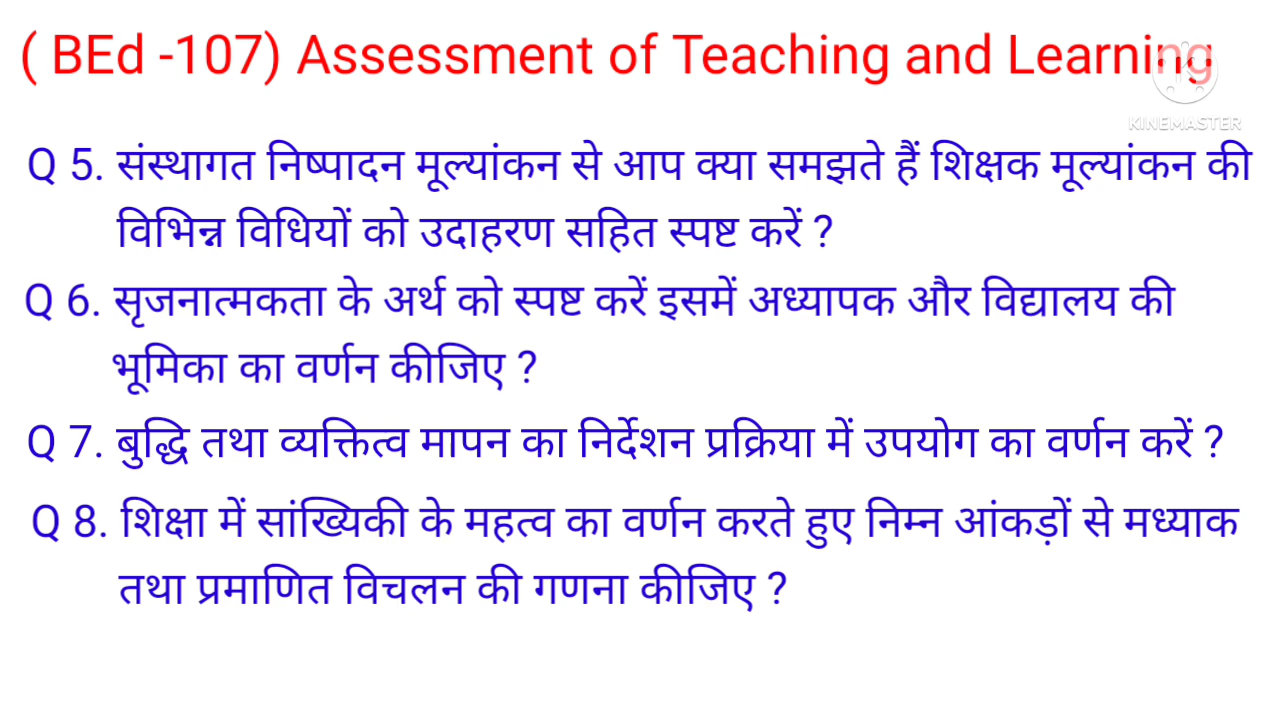 ( BEd -107) Assessment of Teaching and Learning
KINEMASTER
Q 5. संस्थागत निष्पादन मूल्यांकन से आप क्या समझते हैं शिक्षक मूल्यांकन की
विभिन्न विधियों को उदाहरण सहित स्पष्ट करें ?
Q 6. सृजनात्मकता के अर्थ को स्पष्ट करें इसमें अध्यापक और विद्यालय की
भूमिका का वर्णन कीजिए ?
Q 7. बुद्धि तथा व्यक्तित्व मापन का निर्देशन प्रक्रिया में उपयोग का वर्णन करें ?
Q 8. शिक्षा में सांख्यिकी के महत्व का वर्णन करते हुए निम्न आंकड़ों से मध्याक
तथा प्रमाणित विचलन की गणना कीजिए ?